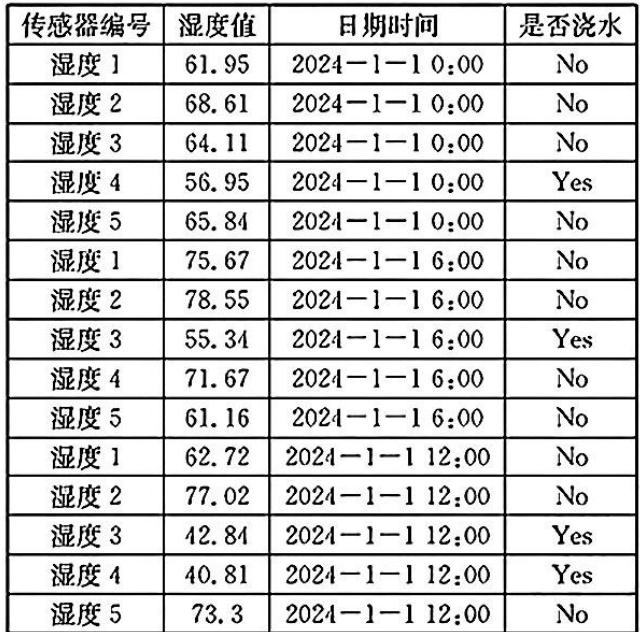 传感器编号 湿度值 日期时间 是否浇水
湿度 1 61.95 2024-1-1 0:00 No
湿度 2 68.61 2024-1-1 0:00 No
湿度 3 64.11 2024-1-1 0:00 No
湿度 4 56.95 2024-1-1 0:00 Yes
湿度 5 65.84 2024-1-1 0:00 No
湿度 1 75.67 2024-1-1 6:00 No
湿度 2 78.55 2024-1-1 6:00 No
湿度 3 55.34 2024-1-1 6:00 Yes
湿度 4 71.67 2024-1-1 6:00 No
湿度 5 61.16 2024-1-1 6:00 No
湿度 1 62.72 2024-1-1 12:00 No
湿度 2 77.02 2024-1-1 12:00 No
湿度 3 42.84 2024-1-1 12:00 Yes
湿度 4 40.81 2024-1-1 12:00 Yes
湿度 5 73.3 2024-1-1 12:00 No